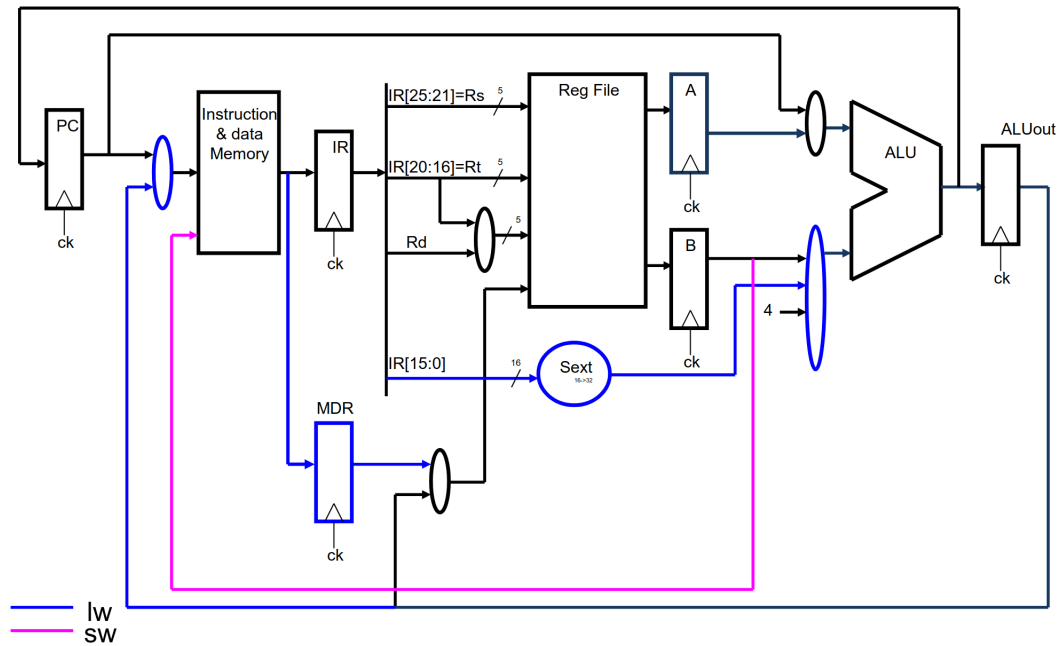 PC
ck
Instruction
& data
Memory
IR
ck
IR[25:21]=Rs
5
IR[20:16]=Rt
5
Rd
5
IR[15:0]
16
Reg File
A
ck
B
ck
4
Sext
16->32
MDR
ck
ALU
ALUout
ck
lw
sw